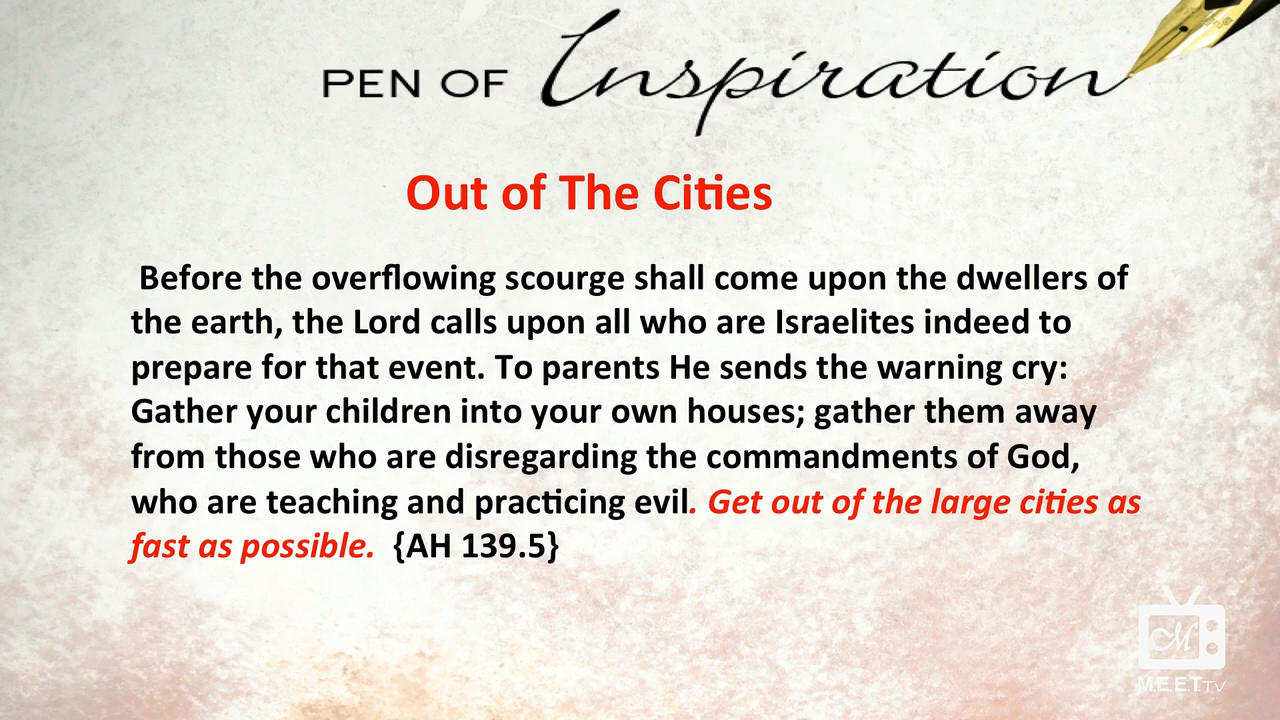 PEN OF Inspiration
Out of The Cities
Before the overflowing scourge shall come upon the dwellers of
the earth, the Lord calls upon all who are Israelites indeed to
prepare for that event. To parents He sends the warning cry:
Gather your children into your own houses; gather them away
from those who are disregarding the commandments of God,
who are teaching and practicing evil. Get out of the large cities as
fast as possible. {AH 139.5}
M
M.E.E.T.TV